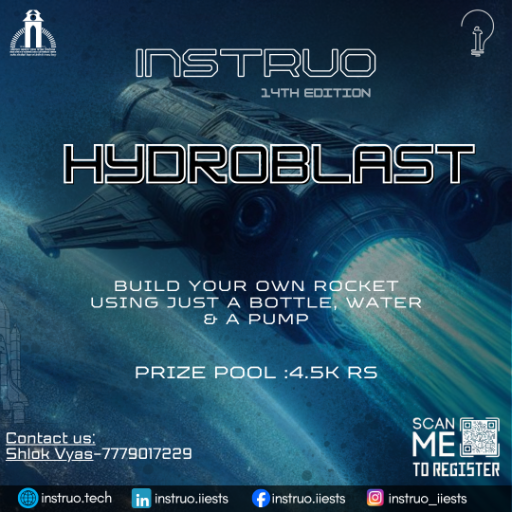 INSTRUO
14TH EDITION
HYDROBLAST
BUILD YOUR OWN ROCKET
USING JUST A BOTTLE, WATER
& A PUMP
PRIZE POOL :4.5K RS
Contact us:
Shlok Vyas-7779017229
SCAN
ME
TO REGISTER
instruo.tech
instruo.iiests
instruo.iiests
instruo_iiests